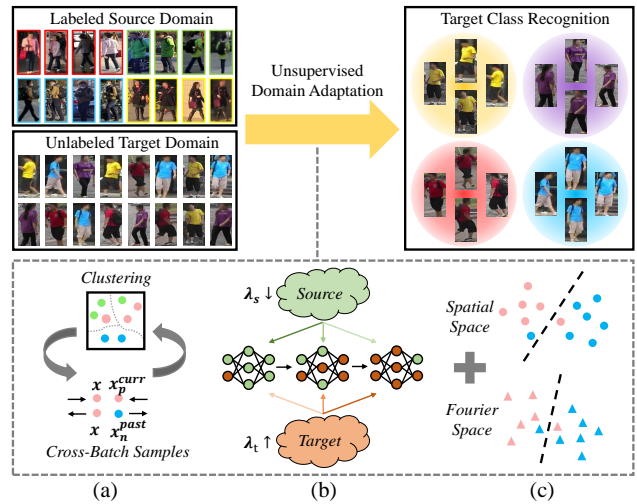 Labeled Source Domain
Unlabeled Target Domain
Unsupervised
Domain Adaptation
Target Class Recognition
Clustering
x x_p^curr
x x_n^past
Cross-Batch Samples
λ_s ↓ Source
λ_t ↑ Target
Spatial
Space
Fourier
Space
(a) (b) (c)